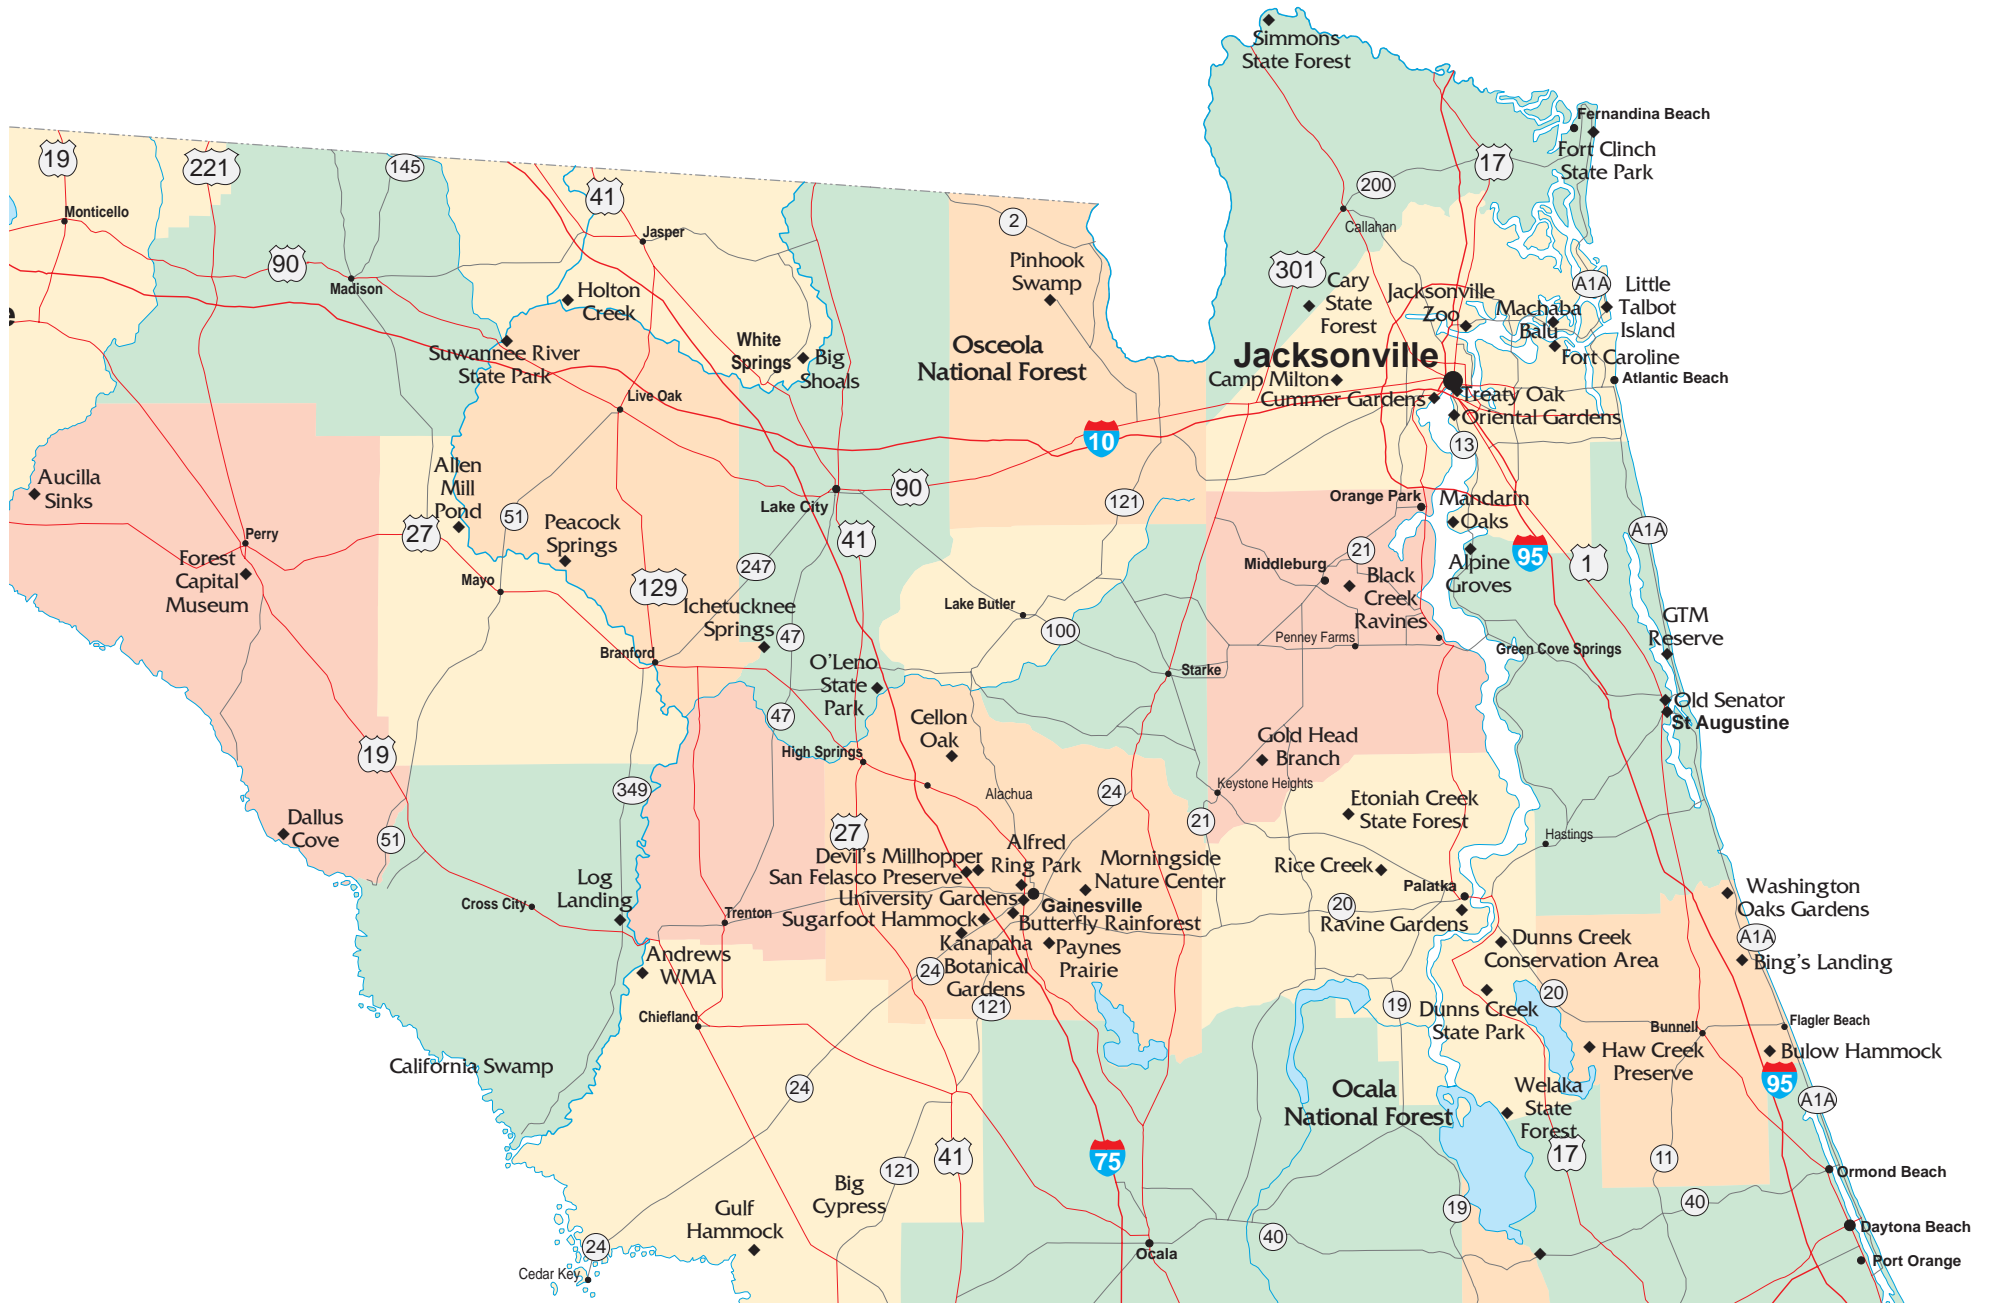 Simmons
State Forest
Fernandina Beach
Fort Clinch
State Park
19
221
145
41
17
200
Monticello
Jasper
2
Callahan
90
Madison
Holton
Creek
Pinhook
Swamp
301
Cary
State
Forest
Jacksonville
Zoo
Machaba
Balu
A1A
Little
Talbot
Island
e
Suwannee River
State Park
White
Springs
Big
Shoals
Osceola
National Forest
Jacksonville
Fort Caroline
Atlantic Beach
Camp Milton
Cummer Gardens
Treaty Oak
Oriental Gardens
Live Oak
10
13
Aucilla
Sinks
Allen
Mill
Pond
51
27
Peacock
Springs
Lake City
90
121
Orange Park
Mandarin
Oaks
Perry
Forest
Capital
Museum
41
247
21
Middleburg
Black
Creek
Ravines
Alpine
Groves
95
1
A1A
Mayo
129
Ichetucknee
Springs
47
Lake Butler
100
Penney Farms
Green Cove Springs
GTM
Reserve
Branford
O'Leno
State
Park
Starke
47
Cellon
Oak
Old Senator
St Augustine
19
High Springs
Gold Head
Branch
349
Alachua
24
Keystone Heights
Etoniah Creek
State Forest
Dallus
Cove
51
27
21
Hastings
Alfred
Ring Park
Devil's Millhopper
San Felasco Preserve
Morningside
Nature Center
Rice Creek
Palatka
Log
Landing
University Gardens
Gainesville
Washington
Oaks Gardens
Cross City
Trenton
Sugarfoot Hammock
Butterfly Rainforest
20
Ravine Gardens
Kanapaha
Botanical
Gardens
Paynes
Prairie
Dunns Creek
Conservation Area
A1A
Bing's Landing
Andrews
WMA
24
121
19
20
Dunns Creek
State Park
Chiefland
Bunnell
Flagler Beach
Haw Creek
Preserve
Bulow Hammock
California Swamp
24
Ocala
National Forest
Welaka
State
Forest
95
A1A
121
41
75
17
11
Ormond Beach
Big
Cypress
Gulf
Hammock
19
40
24
40
Daytona Beach
Ocala
Port Orange
Cedar Key